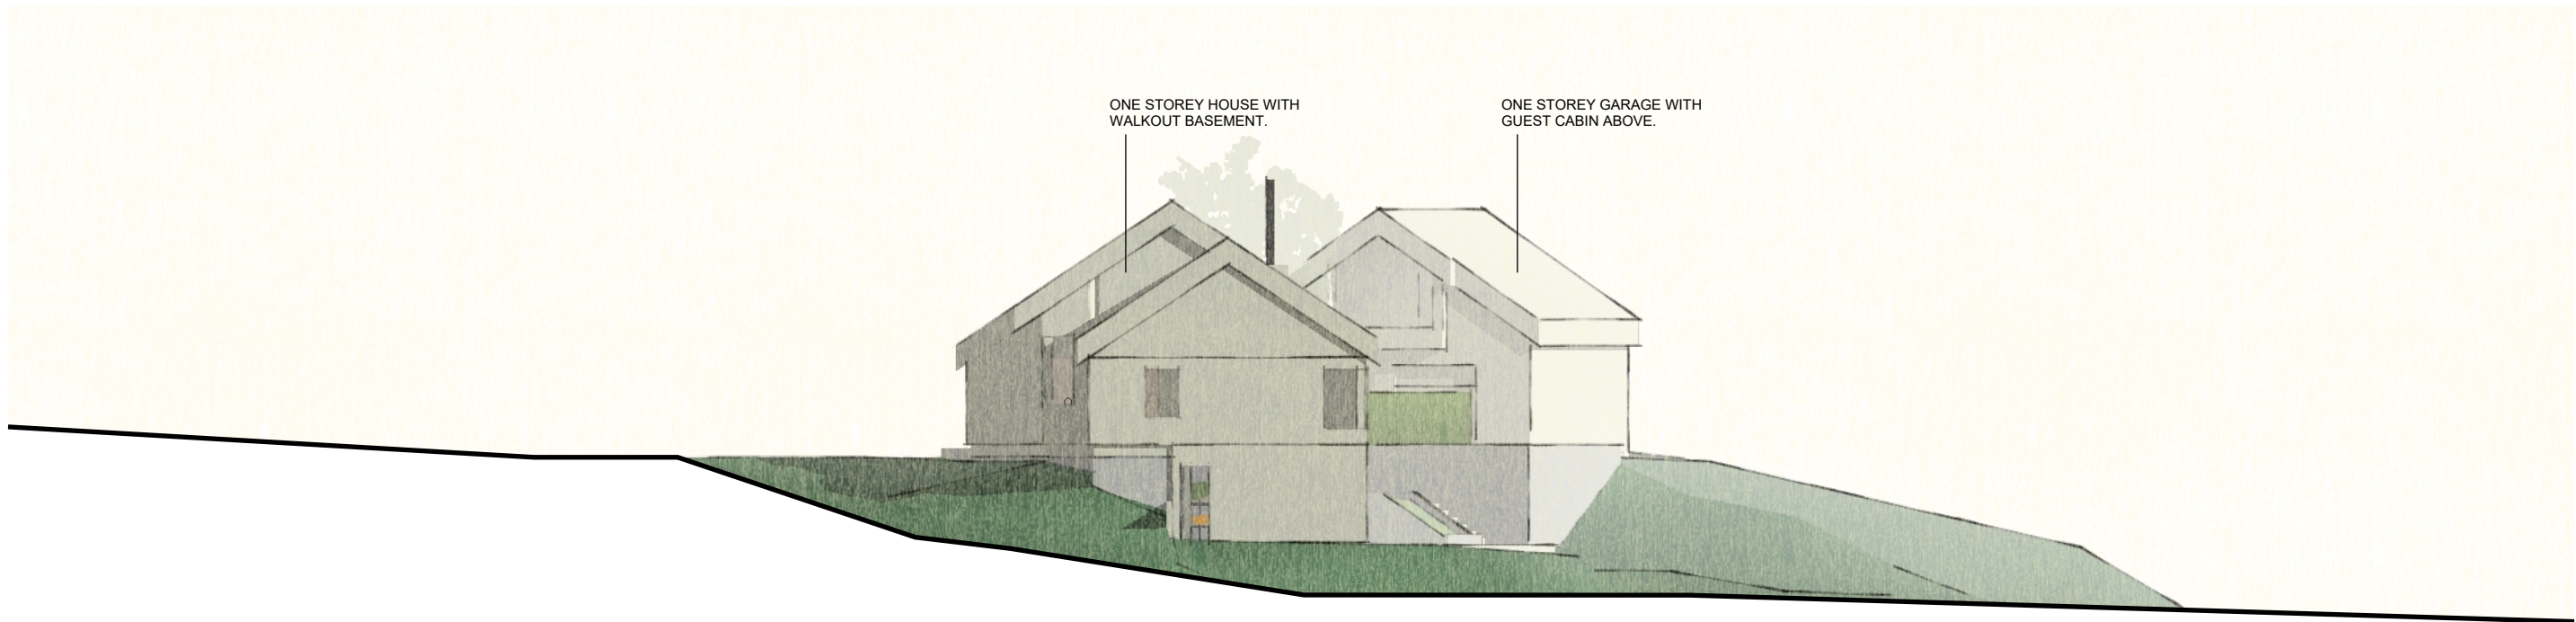 ONE STOREY HOUSE WITH
WALKOUT BASEMENT.
ONE STOREY GARAGE WITH
GUEST CABIN ABOVE.